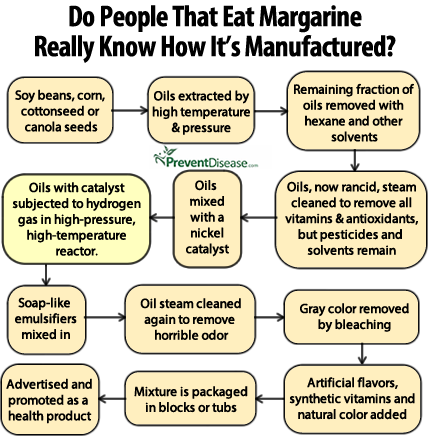 Do People That Eat Margarine
Really Know How It's Manufactured?
Soy beans, corn,
cottonseed or
canola seeds
Oils extracted by
high temperature
& pressure
Remaining fraction of
oils removed with
hexane and other
solvents
PreventDisease.com
Oils, now rancid, steam
cleaned to remove all
vitamins & antioxidants,
but pesticides and
solvents remain
Oils
mixed
with a
nickel
catalyst
Oils with catalyst
subjected to hydrogen
gas in high-pressure,
high-temperature
reactor.
Soap-like
emulsifiers
mixed in
Oil steam cleaned
again to remove
horrible odor
Gray color removed
by bleaching
Artificial flavors,
synthetic vitamins and
natural color added
Mixture is packaged
in blocks or tubs
Advertised and
promoted as a
health product